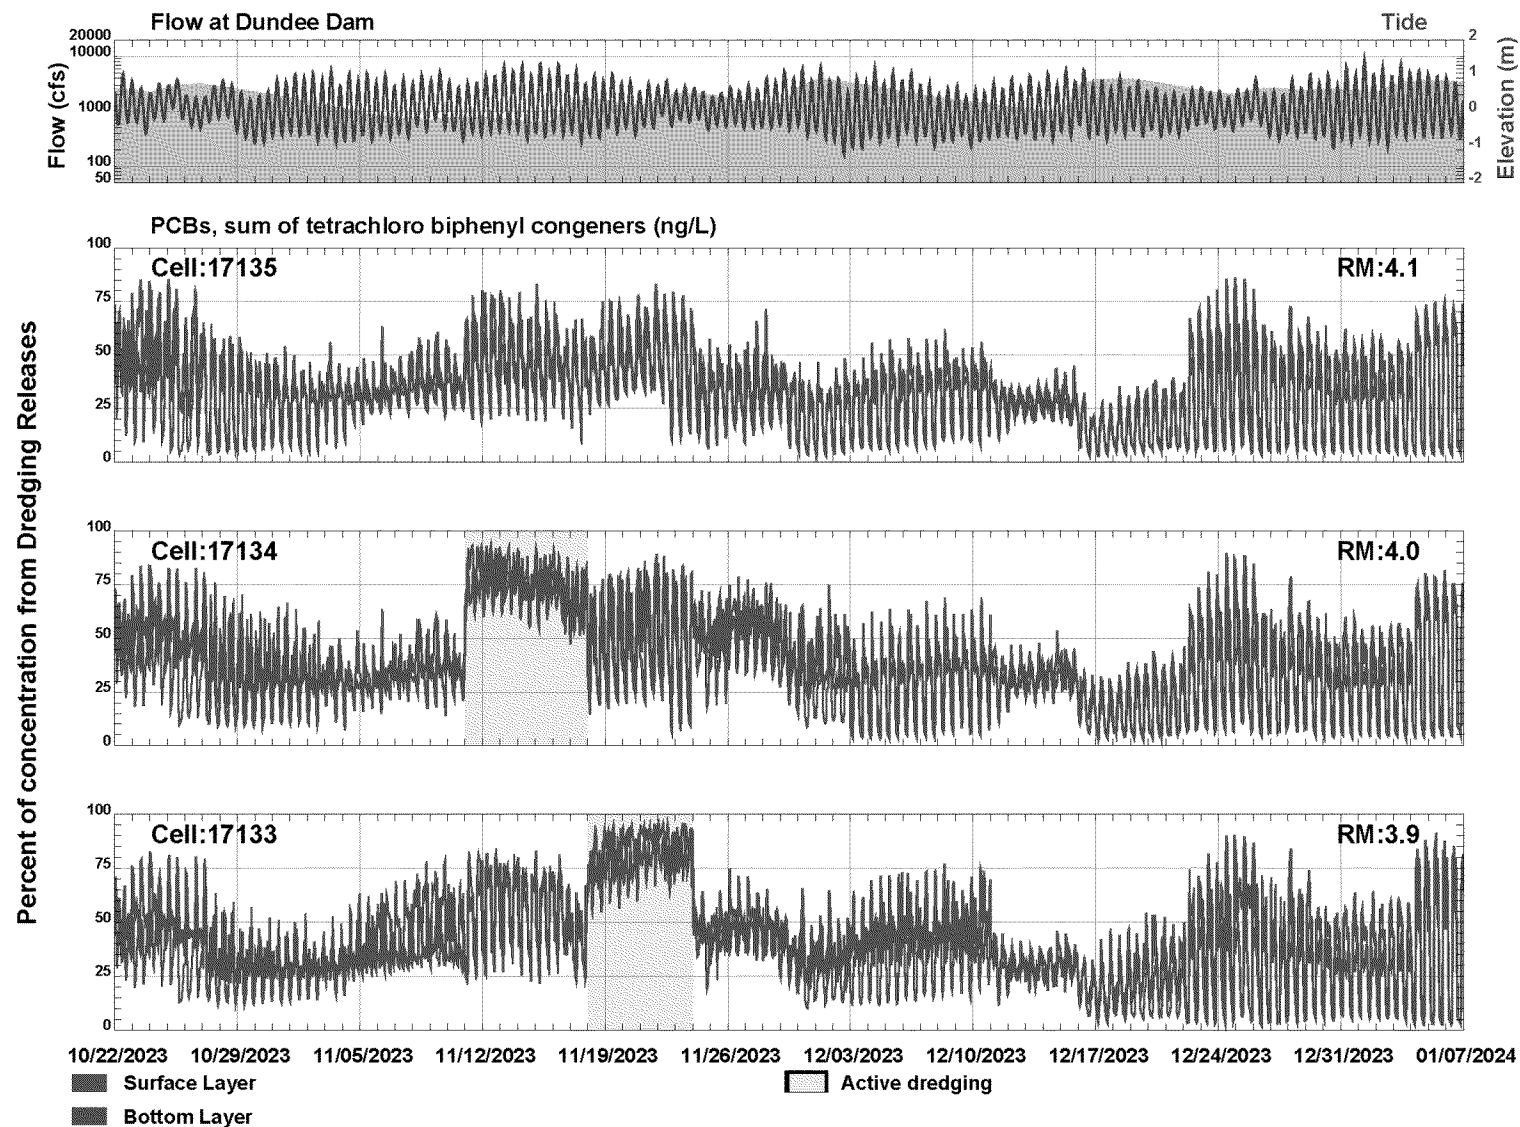 Flow at Dundee Dam
Tide
20000
10000
1000
100
50
Flow (cfs)
2
1
0
-1
-2
Elevation (m)
PCBs, sum of tetrachloro biphenyl congeners (ng/L)
Percent of concentration from Dredging Releases
100
75
50
25
0
Cell:17135
RM:4.1
100
75
50
25
0
Cell:17134
RM:4.0
100
75
50
25
0
Cell:17133
RM:3.9
10/22/2023 10/29/2023 11/05/2023 11/12/2023 11/19/2023 11/26/2023 12/03/2023 12/10/2023 12/17/2023 12/24/2023 12/31/2023 01/07/2024
Surface Layer
Active dredging
Bottom Layer